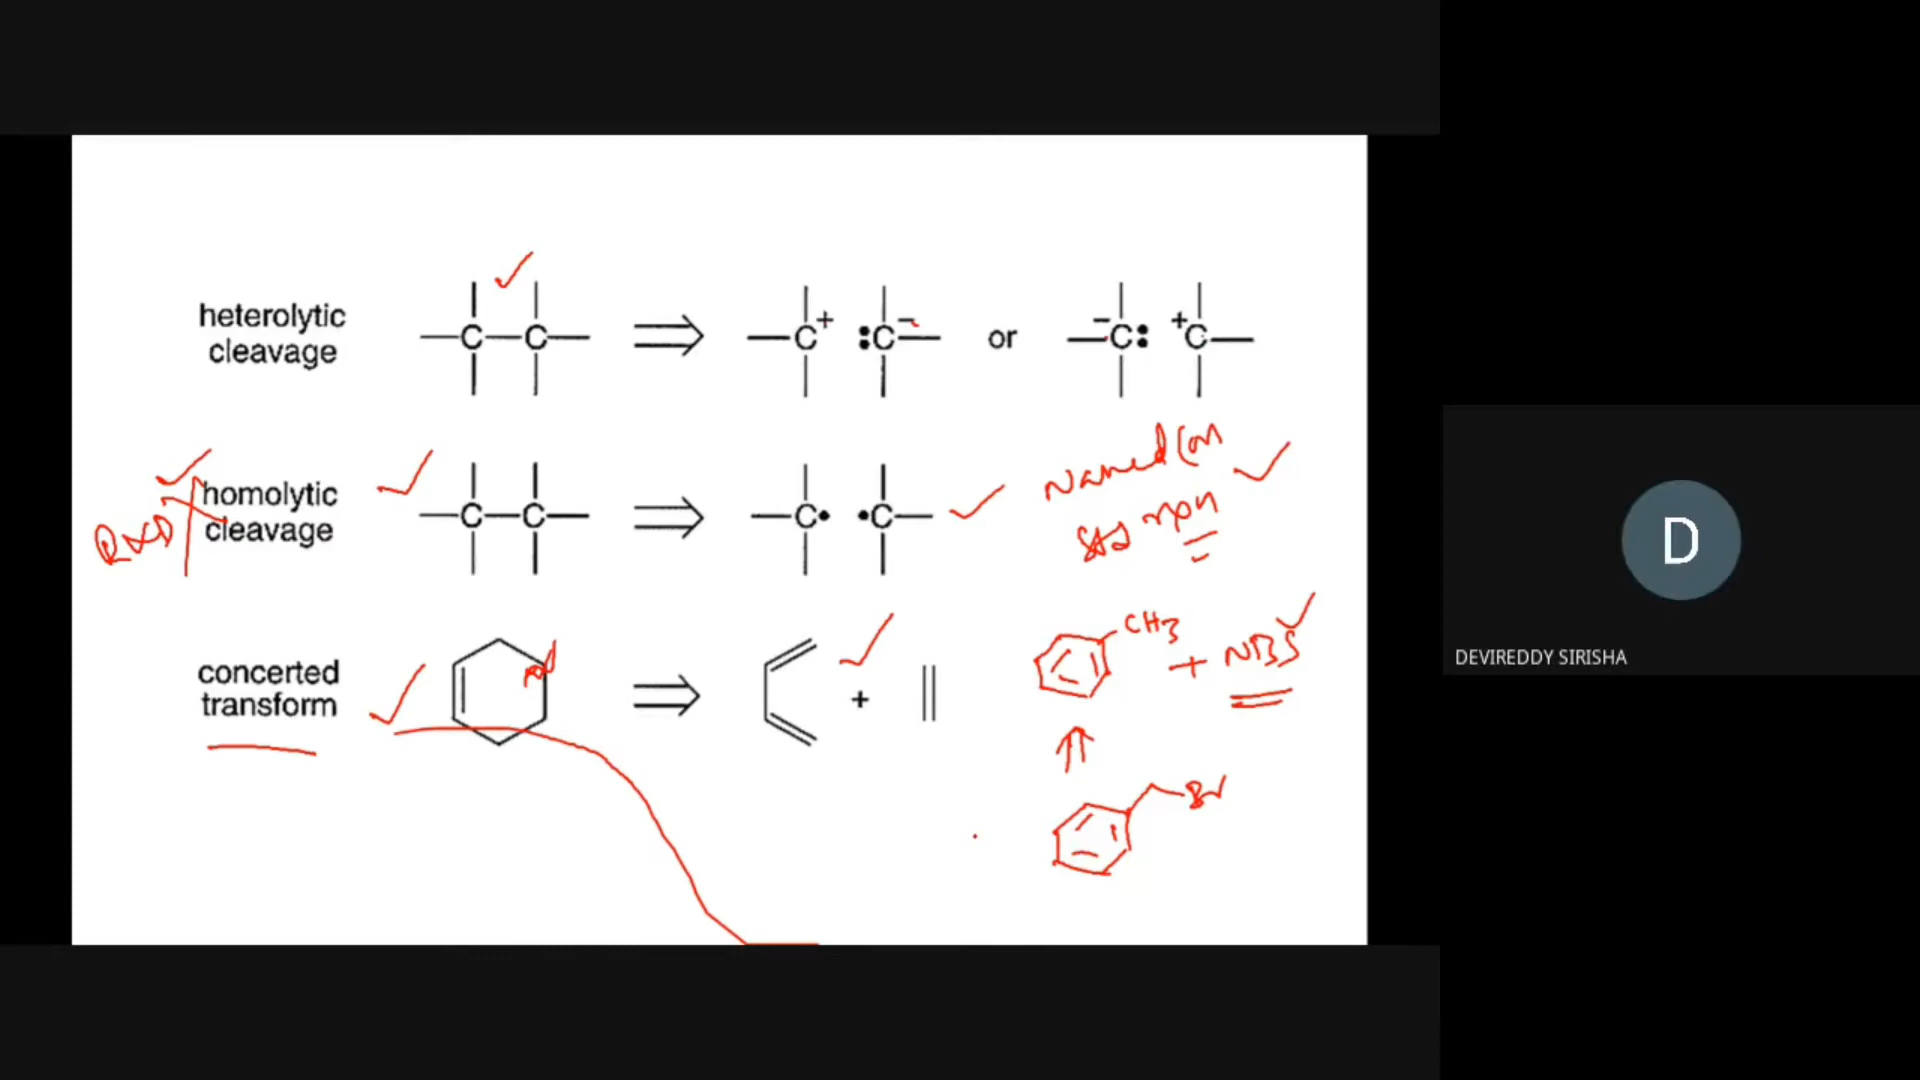 heterolytic
cleavage
C C
C+ :C−
or
−C: +C
homolytic
cleavage
C C
C• •C
Named
rxn
concerted
transform
+
CH3
+ NBS
Br
DEVIREDDY SIRISHA
D